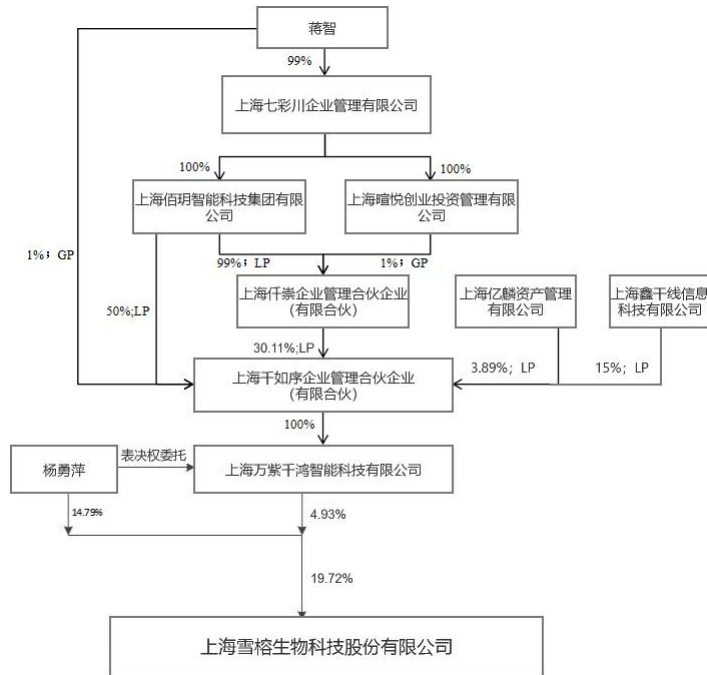 蒋智
99%
上海七彩川企业管理有限公司
100%
100%
上海佰玥智能科技集团有限
公司
上海暄悦创业投资管理有限
公司
1%；GP
99%；LP
1%；GP
50%;LP
上海仟崇企业管理合伙企业
（有限合伙）
上海亿麟资产管理
有限公司
上海鑫干线信息
科技有限公司
30.11%;LP
3.89%；LP
15%；LP
上海千如序企业管理合伙企业
（有限合伙）
100%
杨勇萍
表决权委托
上海万紫千鸿智能科技有限公司
14.79%
4.93%
19.72%
上海雪榕生物科技股份有限公司